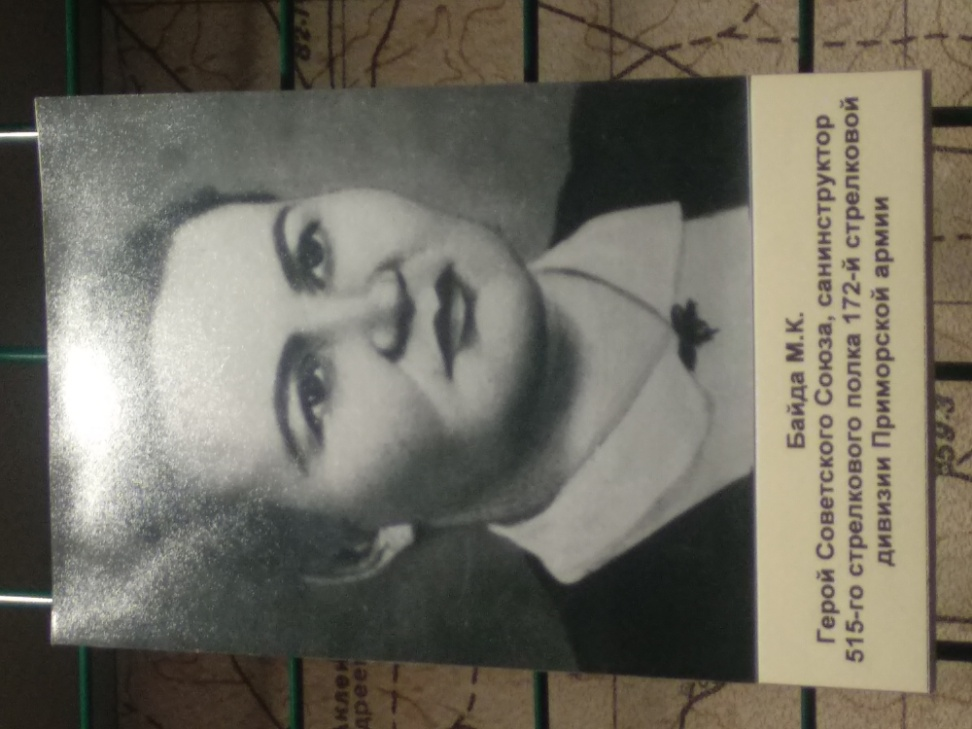 Байда М.К.
Герой Советского Союза, санинструктор
515-го стрелкового полка 172-й стрелковой
дивизии Приморской армии